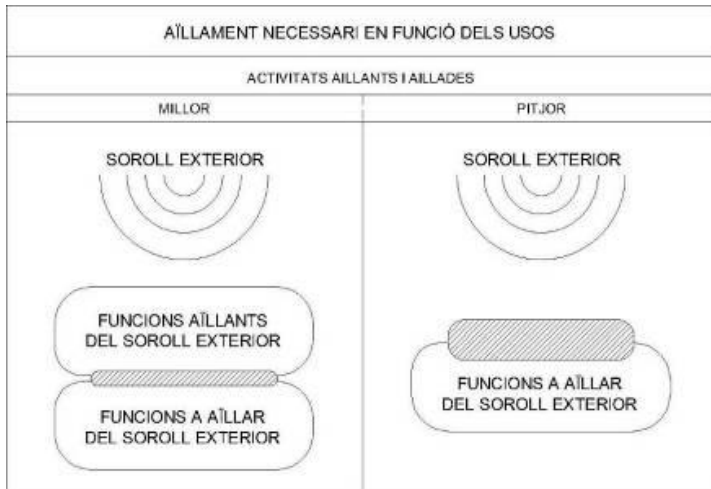 AÏLLAMENT NECESSARI EN FUNCIÓ DELS USOS
ACTIVITATS AILLANTS I AILLADES
MILLOR
PITJOR
SOROLL EXTERIOR
SOROLL EXTERIOR
FUNCIONS AÏLLANTS
DEL SOROLL EXTERIOR
FUNCIONS A AÏLLAR
DEL SOROLL EXTERIOR
FUNCIONS A AÏLLAR
DEL SOROLL EXTERIOR